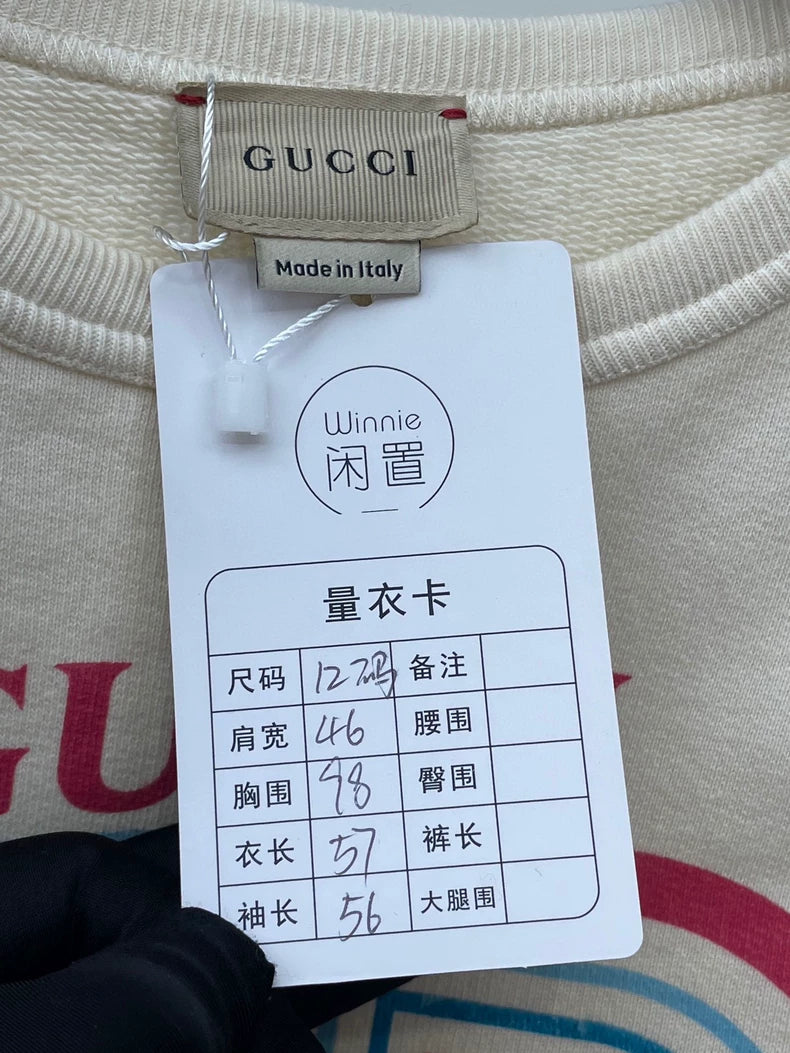 GUCCI
Made in Italy
Winnie
闲置
量衣卡
尺码 12码 备注
肩宽 46 腰围
胸围 98 臀围
衣长 57 裤长
袖长 56 大腿围
GU